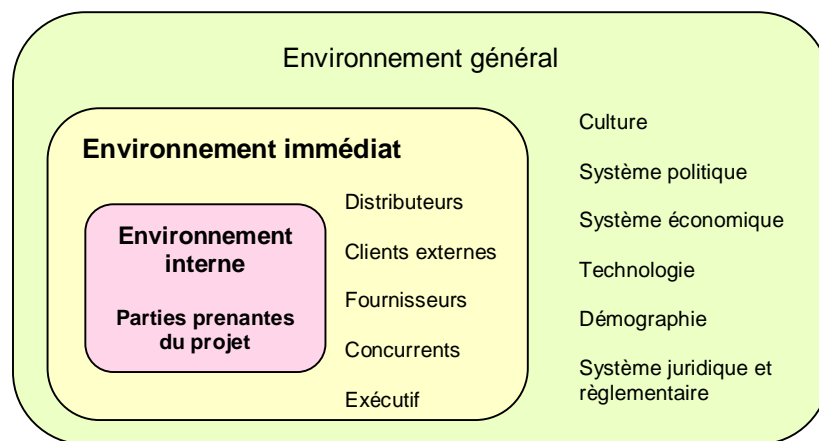 Environnement général
Environnement immédiat
Environnement
interne
Parties prenantes
du projet
Distributeurs
Clients externes
Fournisseurs
Concurrents
Exécutif
Culture
Système politique
Système économique
Technologie
Démographie
Système juridique et
règlementaire